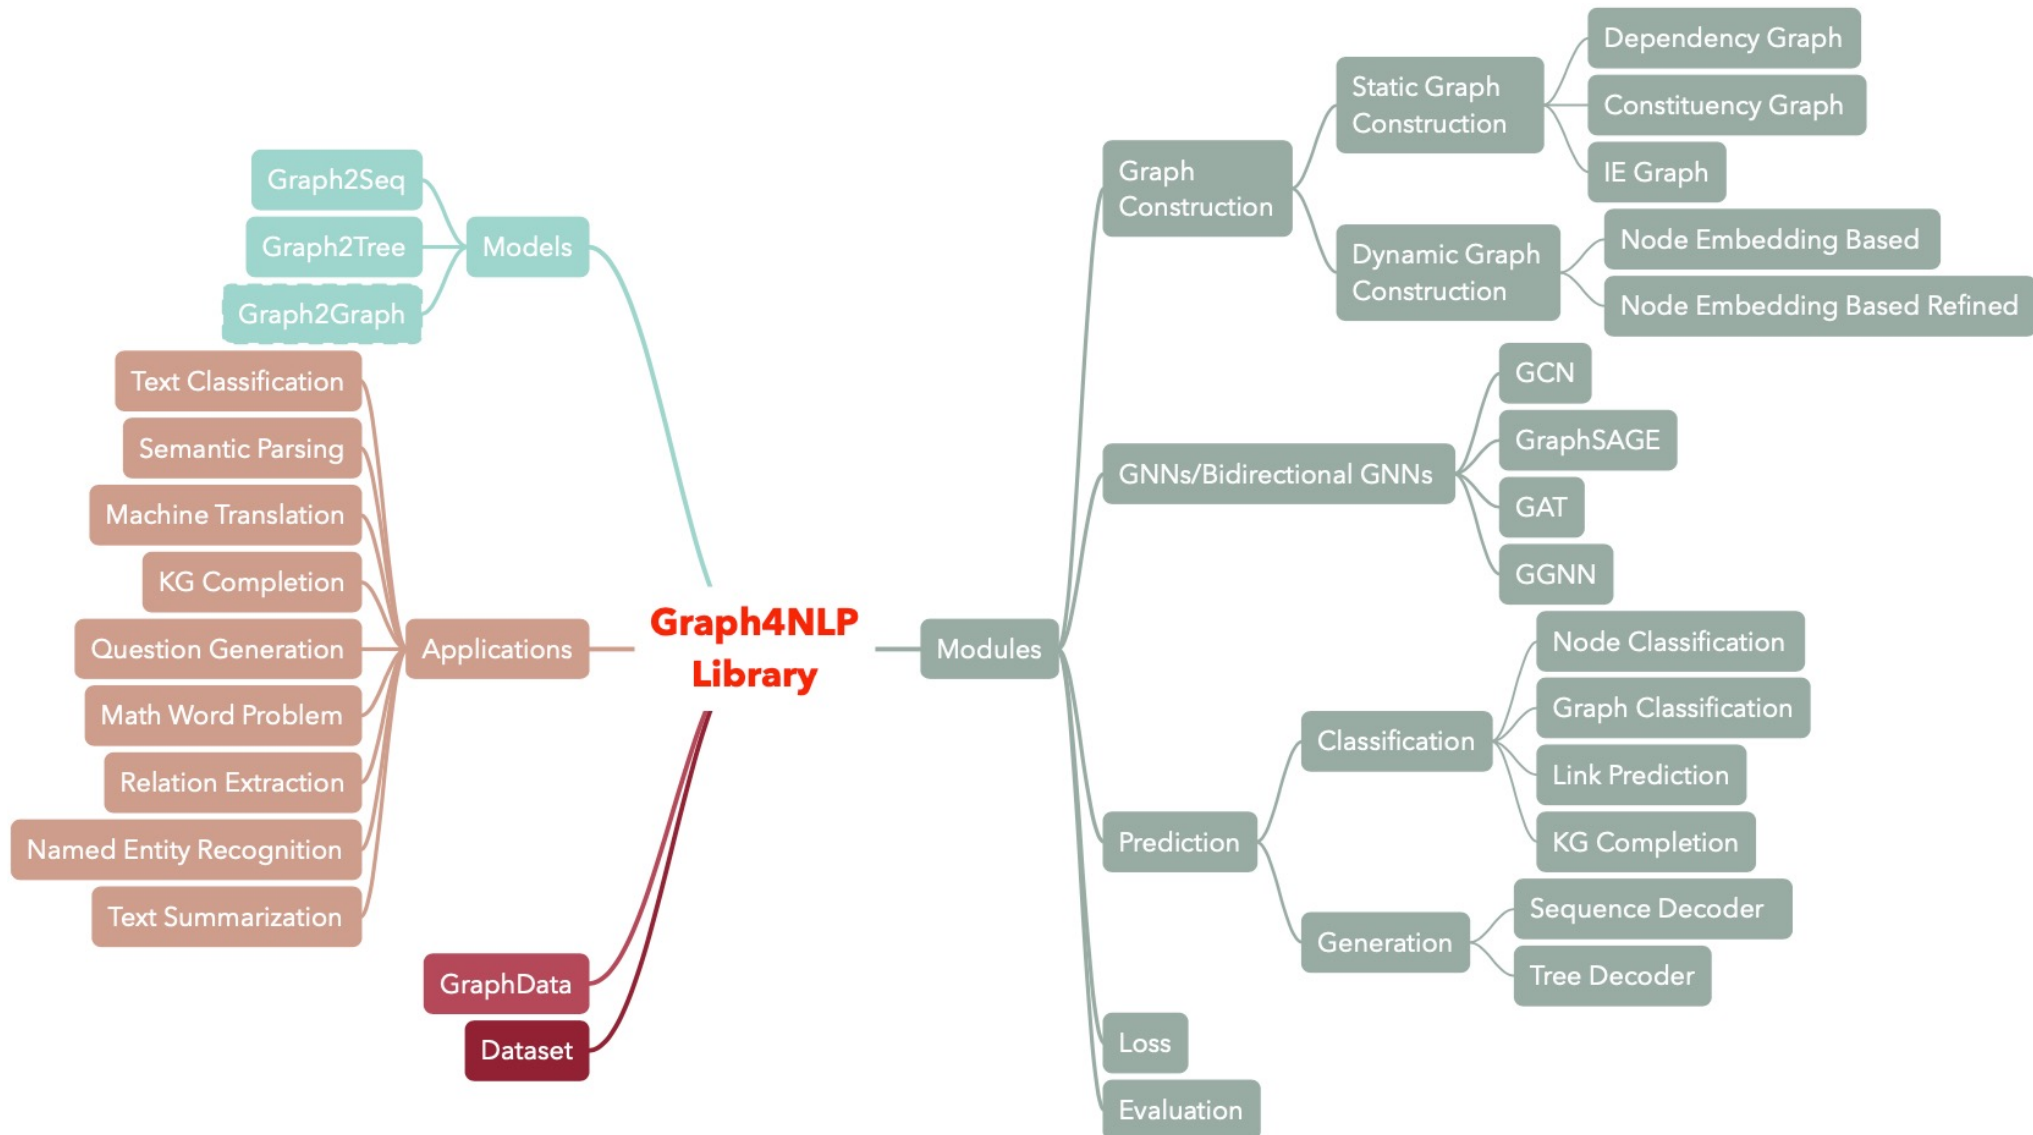 Graph4NLP
Library
Models
Graph2Seq
Graph2Tree
Graph2Graph
Applications
Text Classification
Semantic Parsing
Machine Translation
KG Completion
Question Generation
Math Word Problem
Relation Extraction
Named Entity Recognition
Text Summarization
GraphData
Dataset
Modules
Graph
Construction
Static Graph
Construction
Dependency Graph
Constituency Graph
IE Graph
Dynamic Graph
Construction
Node Embedding Based
Node Embedding Based Refined
GNNs/Bidirectional GNNs
GCN
GraphSAGE
GAT
GGNN
Prediction
Classification
Node Classification
Graph Classification
Link Prediction
KG Completion
Generation
Sequence Decoder
Tree Decoder
Loss
Evaluation